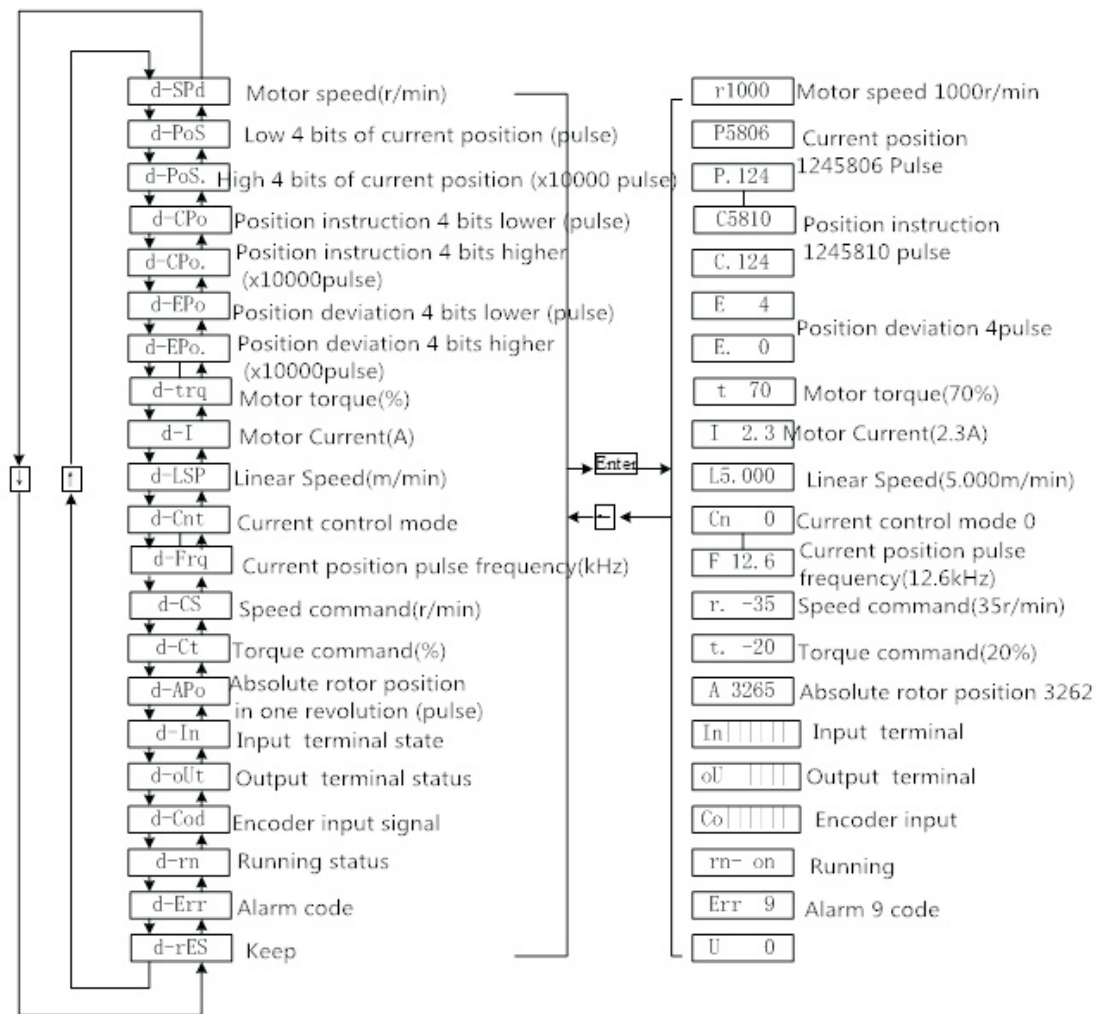 d-SPd Motor speed(r/min)
d-PoS Low 4 bits of current position (pulse)
d-PoS. High 4 bits of current position (x10000 pulse)
d-CPo Position instruction 4 bits lower (pulse)
d-CPo. Position instruction 4 bits higher
(x10000pulse)
d-EPo Position deviation 4 bits lower (pulse)
d-EPo. Position deviation 4 bits higher
(x10000pulse)
d-trq Motor torque(%)
d-I Motor Current(A)
d-LSP Linear Speed(m/min)
d-Cnt Current control mode
d-Frq Current position pulse frequency(kHz)
d-CS Speed command(r/min)
d-Ct Torque command(%)
d-APo Absolute rotor position
in one revolution (pulse)
d-In Input terminal state
d-oUt Output terminal status
d-Cod Encoder input signal
d-rn Running status
d-Err Alarm code
d-rES Keep
↓
↑
Enter
←
r1000 Motor speed 1000r/min
P5806 Current position
1245806 Pulse
P.124
C5810 Position instruction
1245810 pulse
C.124
E 4
Position deviation 4pulse
E. 0
t 70 Motor torque(70%)
I 2.3 Motor Current(2.3A)
L5.000 Linear Speed(5.000m/min)
Cn 0 Current control mode 0
F 12.6 Current position pulse
frequency(12.6kHz)
r. -35 Speed command(35r/min)
t. -20 Torque command(20%)
A 3265 Absolute rotor position 3262
In Input terminal
oU Output terminal
Co Encoder input
rn- on Running
Err 9 Alarm 9 code
U 0